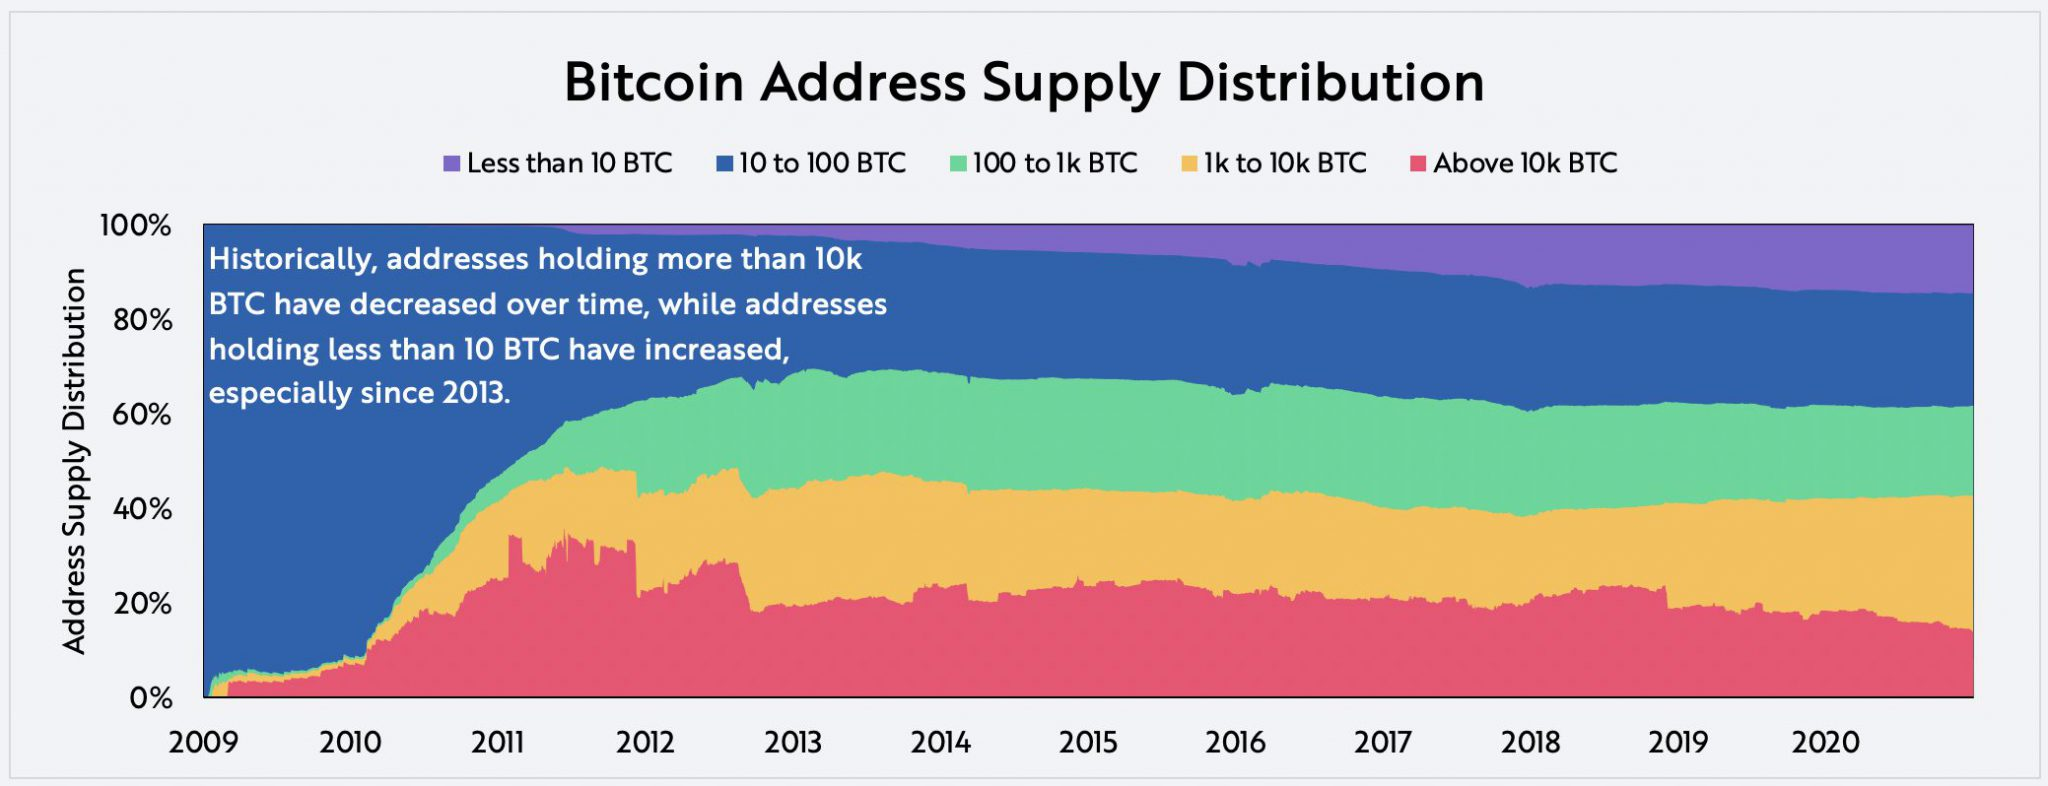 Bitcoin Address Supply Distribution
Less than 10 BTC 10 to 100 BTC 100 to 1k BTC 1k to 10k BTC Above 10k BTC
Address Supply Distribution
100%
80%
60%
40%
20%
0%
Historically, addresses holding more than 10k
BTC have decreased over time, while addresses
holding less than 10 BTC have increased,
especially since 2013.
2009 2010 2011 2012 2013 2014 2015 2016 2017 2018 2019 2020